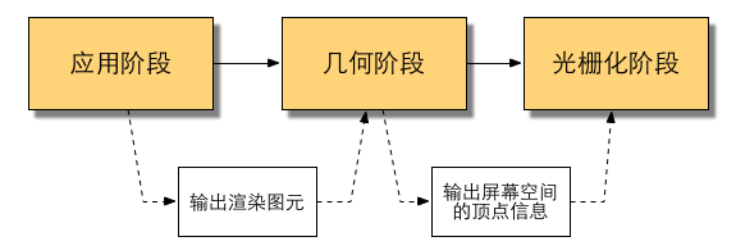 应用阶段
几何阶段
光栅化阶段
输出渲染图元
输出屏幕空间
的顶点信息